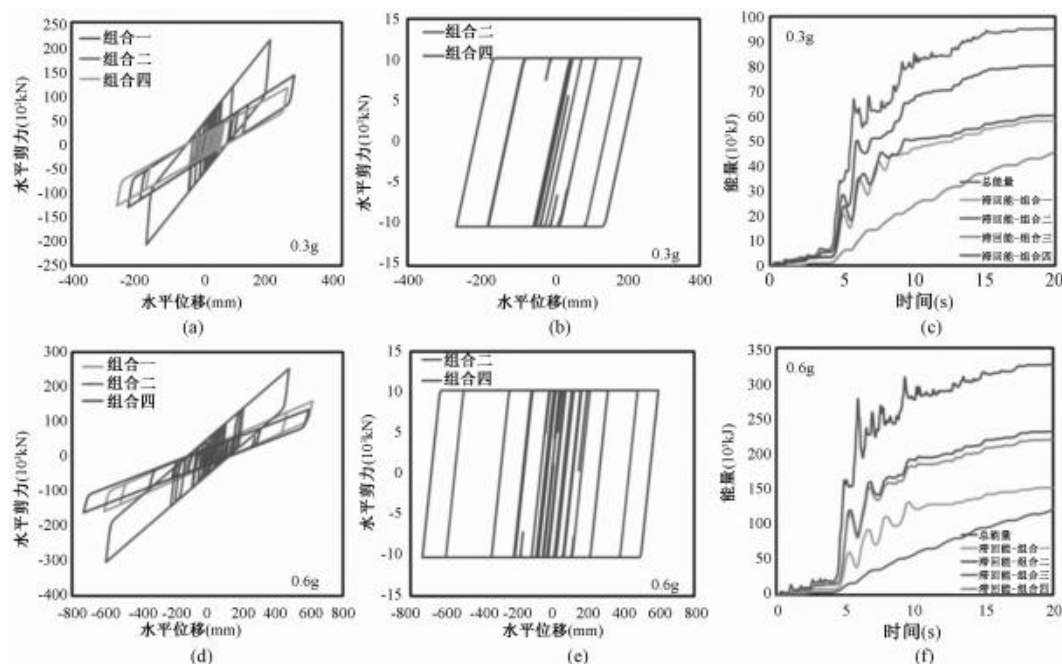 250
200
150
100
50
0
-50
-100
-150
-200
-250
-400 -200 0 200 400
水平剪力(10³kN)
水平位移(mm)
组合一
组合二
组合四
0.3g
(a)
15
10
5
0
-5
-10
-15
-400 -200 0 200 400
水平剪力(10³kN)
水平位移(mm)
组合二
组合四
0.3g
(b)
100
90
80
70
60
50
40
30
20
10
0
0 5 10 15 20
能量(10³kJ)
时间(s)
0.3g
总能量
滞回能-组合一
滞回能-组合二
滞回能-组合三
滞回能-组合四
(c)
300
200
100
0
-100
-200
-300
-400
-800 -600 -400 -200 0 200 400 600 800
水平剪力(10³kN)
水平位移(mm)
组合一
组合二
组合四
0.6g
(d)
15
10
5
0
-5
-10
-15
-800 -600 -400 -200 0 200 400 600 800
水平剪力(10³kN)
水平位移(mm)
组合二
组合四
0.6g
(e)
350
300
250
200
150
100
50
0
0 5 10 15 20
能量(10³kJ)
时间(s)
0.6g
总能量
滞回能-组合一
滞回能-组合二
滞回能-组合三
滞回能-组合四
(f)